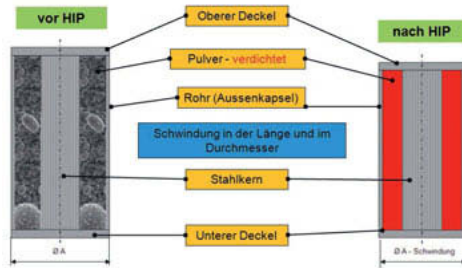 vor HIP
Oberer Deckel
nach HIP
Pulver - verdichtet
Rohr (Aussenkapsel)
Schwindung in der Länge und im
Durchmesser
Stahlkern
Unterer Deckel
Ø A
Ø A - Schwindung